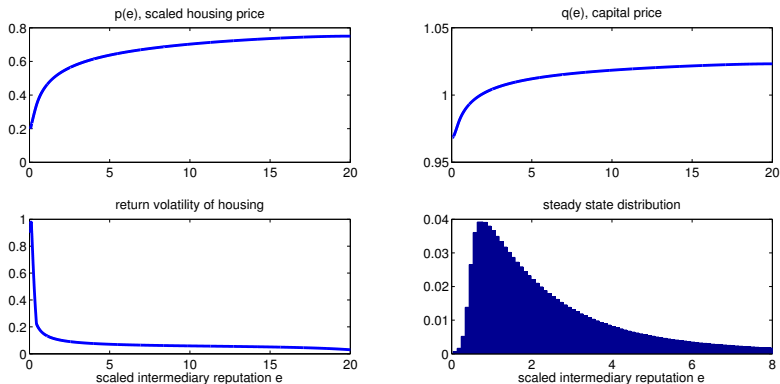 p(e), scaled housing price
0.8
0.6
0.4
0.2
0
0 5 10 15 20
q(e), capital price
1.05
1
0.95
0 5 10 15 20
return volatility of housing
1
0.8
0.6
0.4
0.2
0
0 5 10 15 20
scaled intermediary reputation e
steady state distribution
0.04
0.03
0.02
0.01
0
0 2 4 6 8
scaled intermediary reputation e